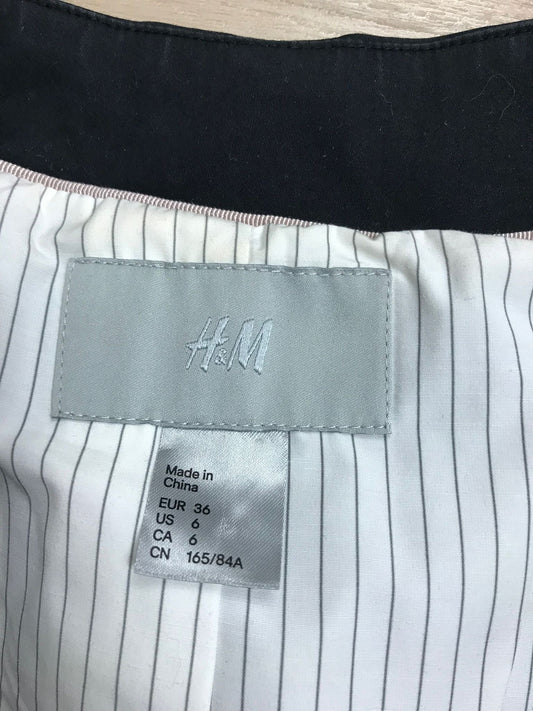 H&M
Made in
China
EUR 36
US 6
CA 6
CN 165/84A